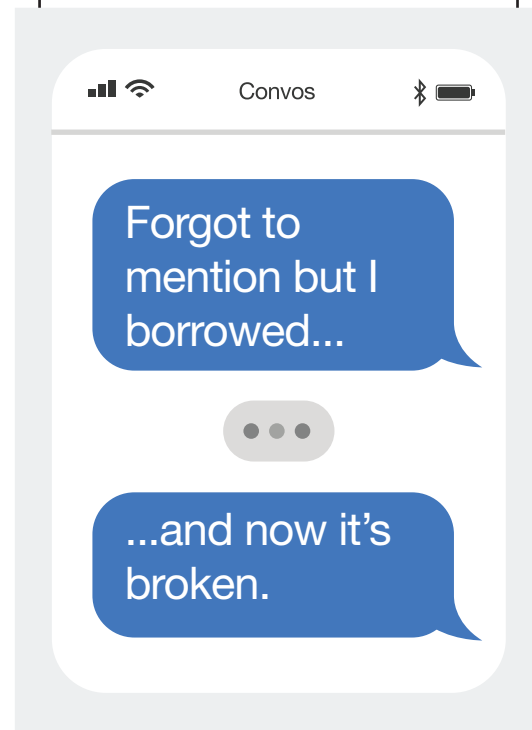 Convos
Forgot to
mention but I
borrowed...
...and now it's
broken.